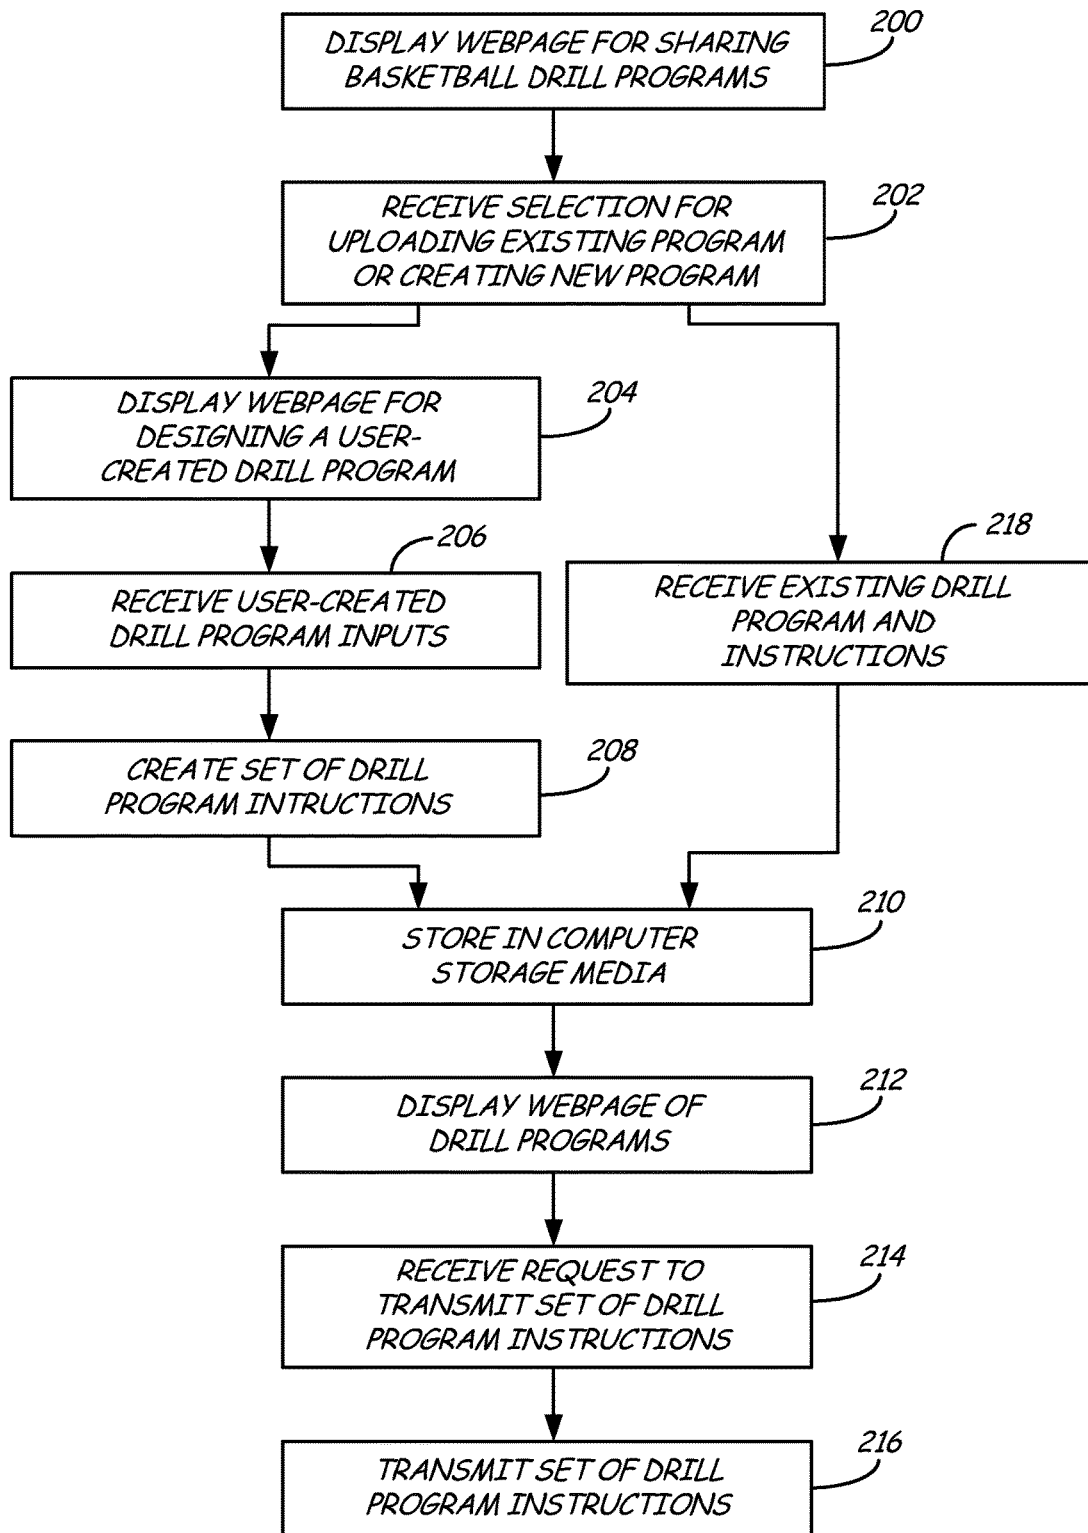 200
DISPLAY WEBPAGE FOR SHARING
BASKETBALL DRILL PROGRAMS
202
RECEIVE SELECTION FOR
UPLOADING EXISTING PROGRAM
OR CREATING NEW PROGRAM
204
DISPLAY WEBPAGE FOR
DESIGNING A USER-
CREATED DRILL PROGRAM
206
RECEIVE USER-CREATED
DRILL PROGRAM INPUTS
218
RECEIVE EXISTING DRILL
PROGRAM AND
INSTRUCTIONS
208
CREATE SET OF DRILL
PROGRAM INTRUCTIONS
210
STORE IN COMPUTER
STORAGE MEDIA
212
DISPLAY WEBPAGE OF
DRILL PROGRAMS
214
RECEIVE REQUEST TO
TRANSMIT SET OF DRILL
PROGRAM INSTRUCTIONS
216
TRANSMIT SET OF DRILL
PROGRAM INSTRUCTIONS